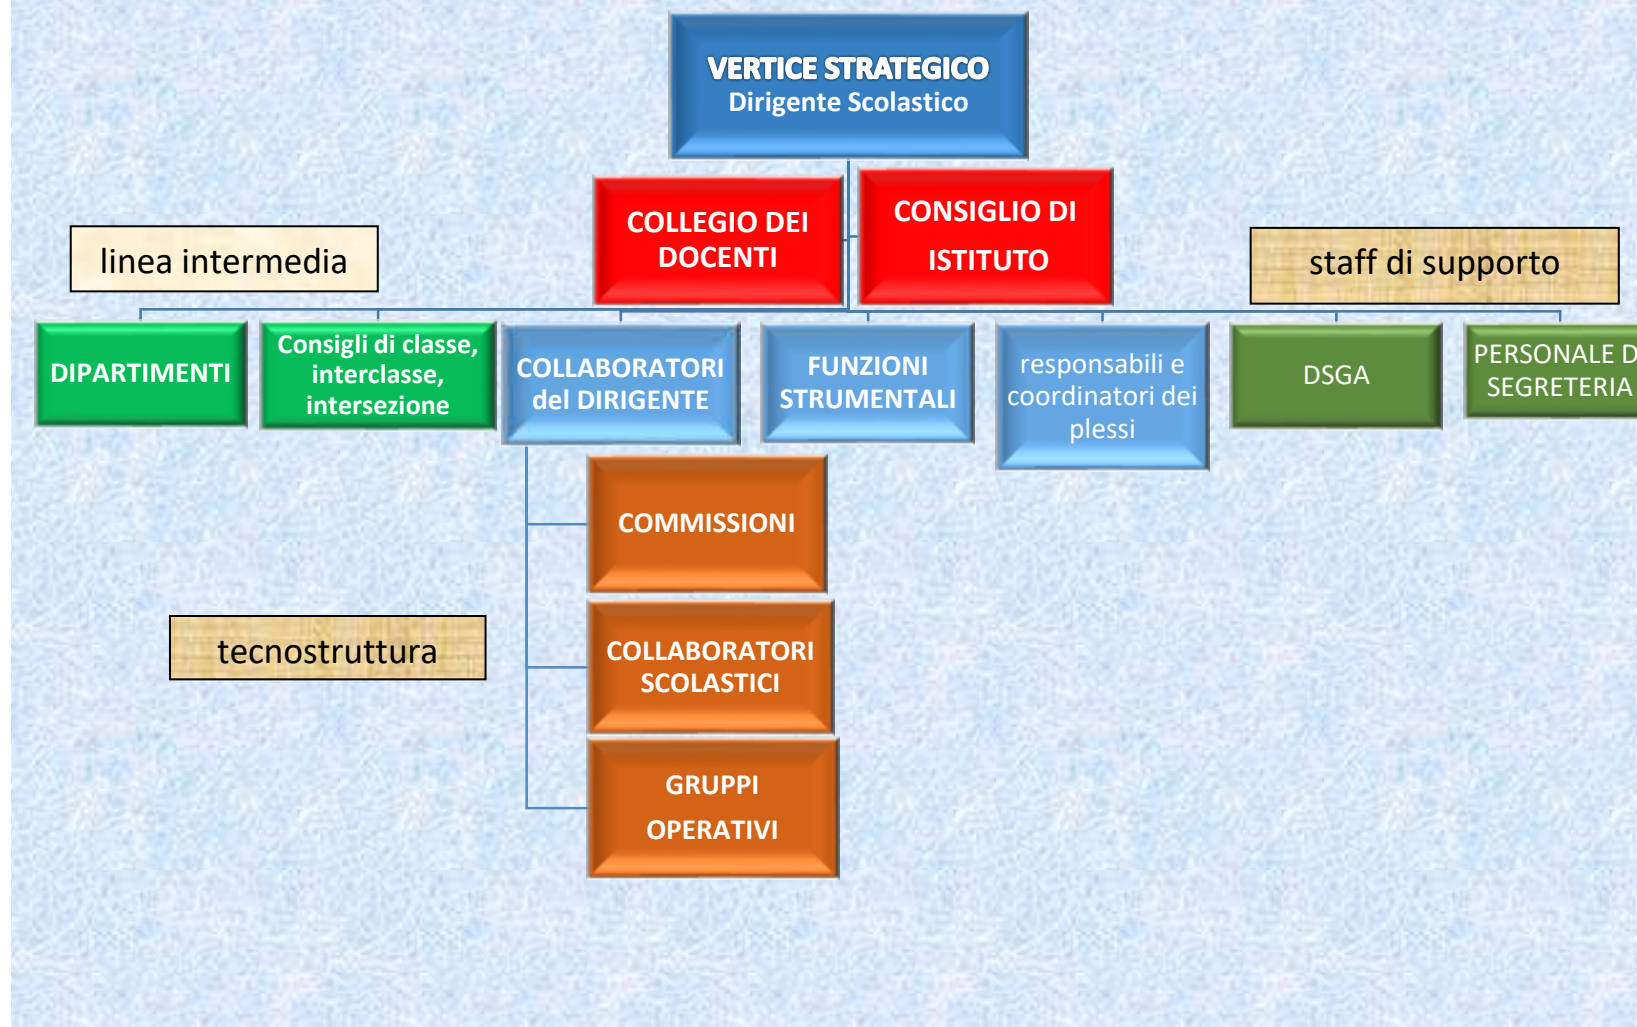 VERTICE STRATEGICO
Dirigente Scolastico
COLLEGIO DEI
DOCENTI
CONSIGLIO DI
ISTITUTO
linea intermedia
staff di supporto
DIPARTIMENTI
Consigli di classe,
interclasse,
intersezione
COLLABORATORI
del DIRIGENTE
FUNZIONI
STRUMENTALI
responsabili e
coordinatori dei
plessi
DSGA
PERSONALE D
SEGRETERIA
COMMISSIONI
tecnostruttura
COLLABORATORI
SCOLASTICI
GRUPPI
OPERATIVI